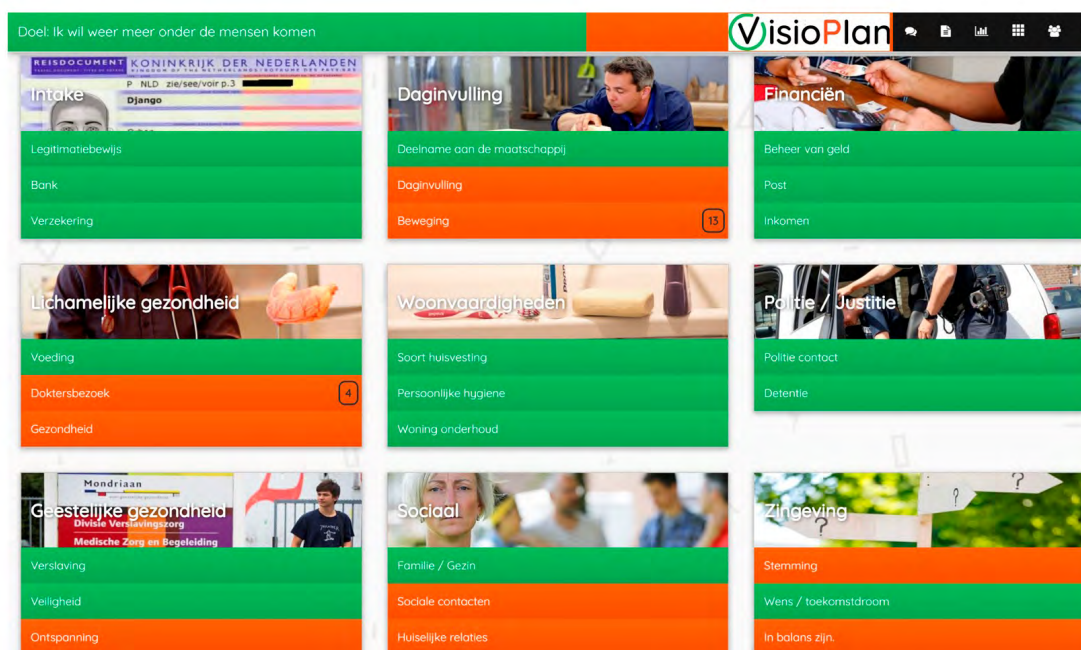 Doel: Ik wil weer meer onder de mensen komen
VisioPlan
REISDOCUMENT KONINKRIJK DER NEDERLANDEN
P NLD zie/see/voir p.3
Django
Intake
Legitimatiebewijs
Bank
Verzekering
Daginvulling
Deelname aan de maatschappij
Daginvulling
Beweging 13
Financiën
Beheer van geld
Post
Inkomen
Lichamelijke gezondheid
Voeding
Doktersbezoek 4
Gezondheid
Woonvaardigheden
Soort huisvesting
Persoonlijke hygiene
Woning onderhoud
Politie / Justitie
Politie contact
Detentie
Mondriaan
Geestelijke gezondheid
Divisie Verslavingszorg
Medische Zorg en Begeleiding
Verslaving
Veiligheid
Ontspanning
Sociaal
Familie / Gezin
Sociale contacten
Huiselijke relaties
? ? ?
Zingeving
Stemming
Wens / toekomstdroom
In balans zijn.